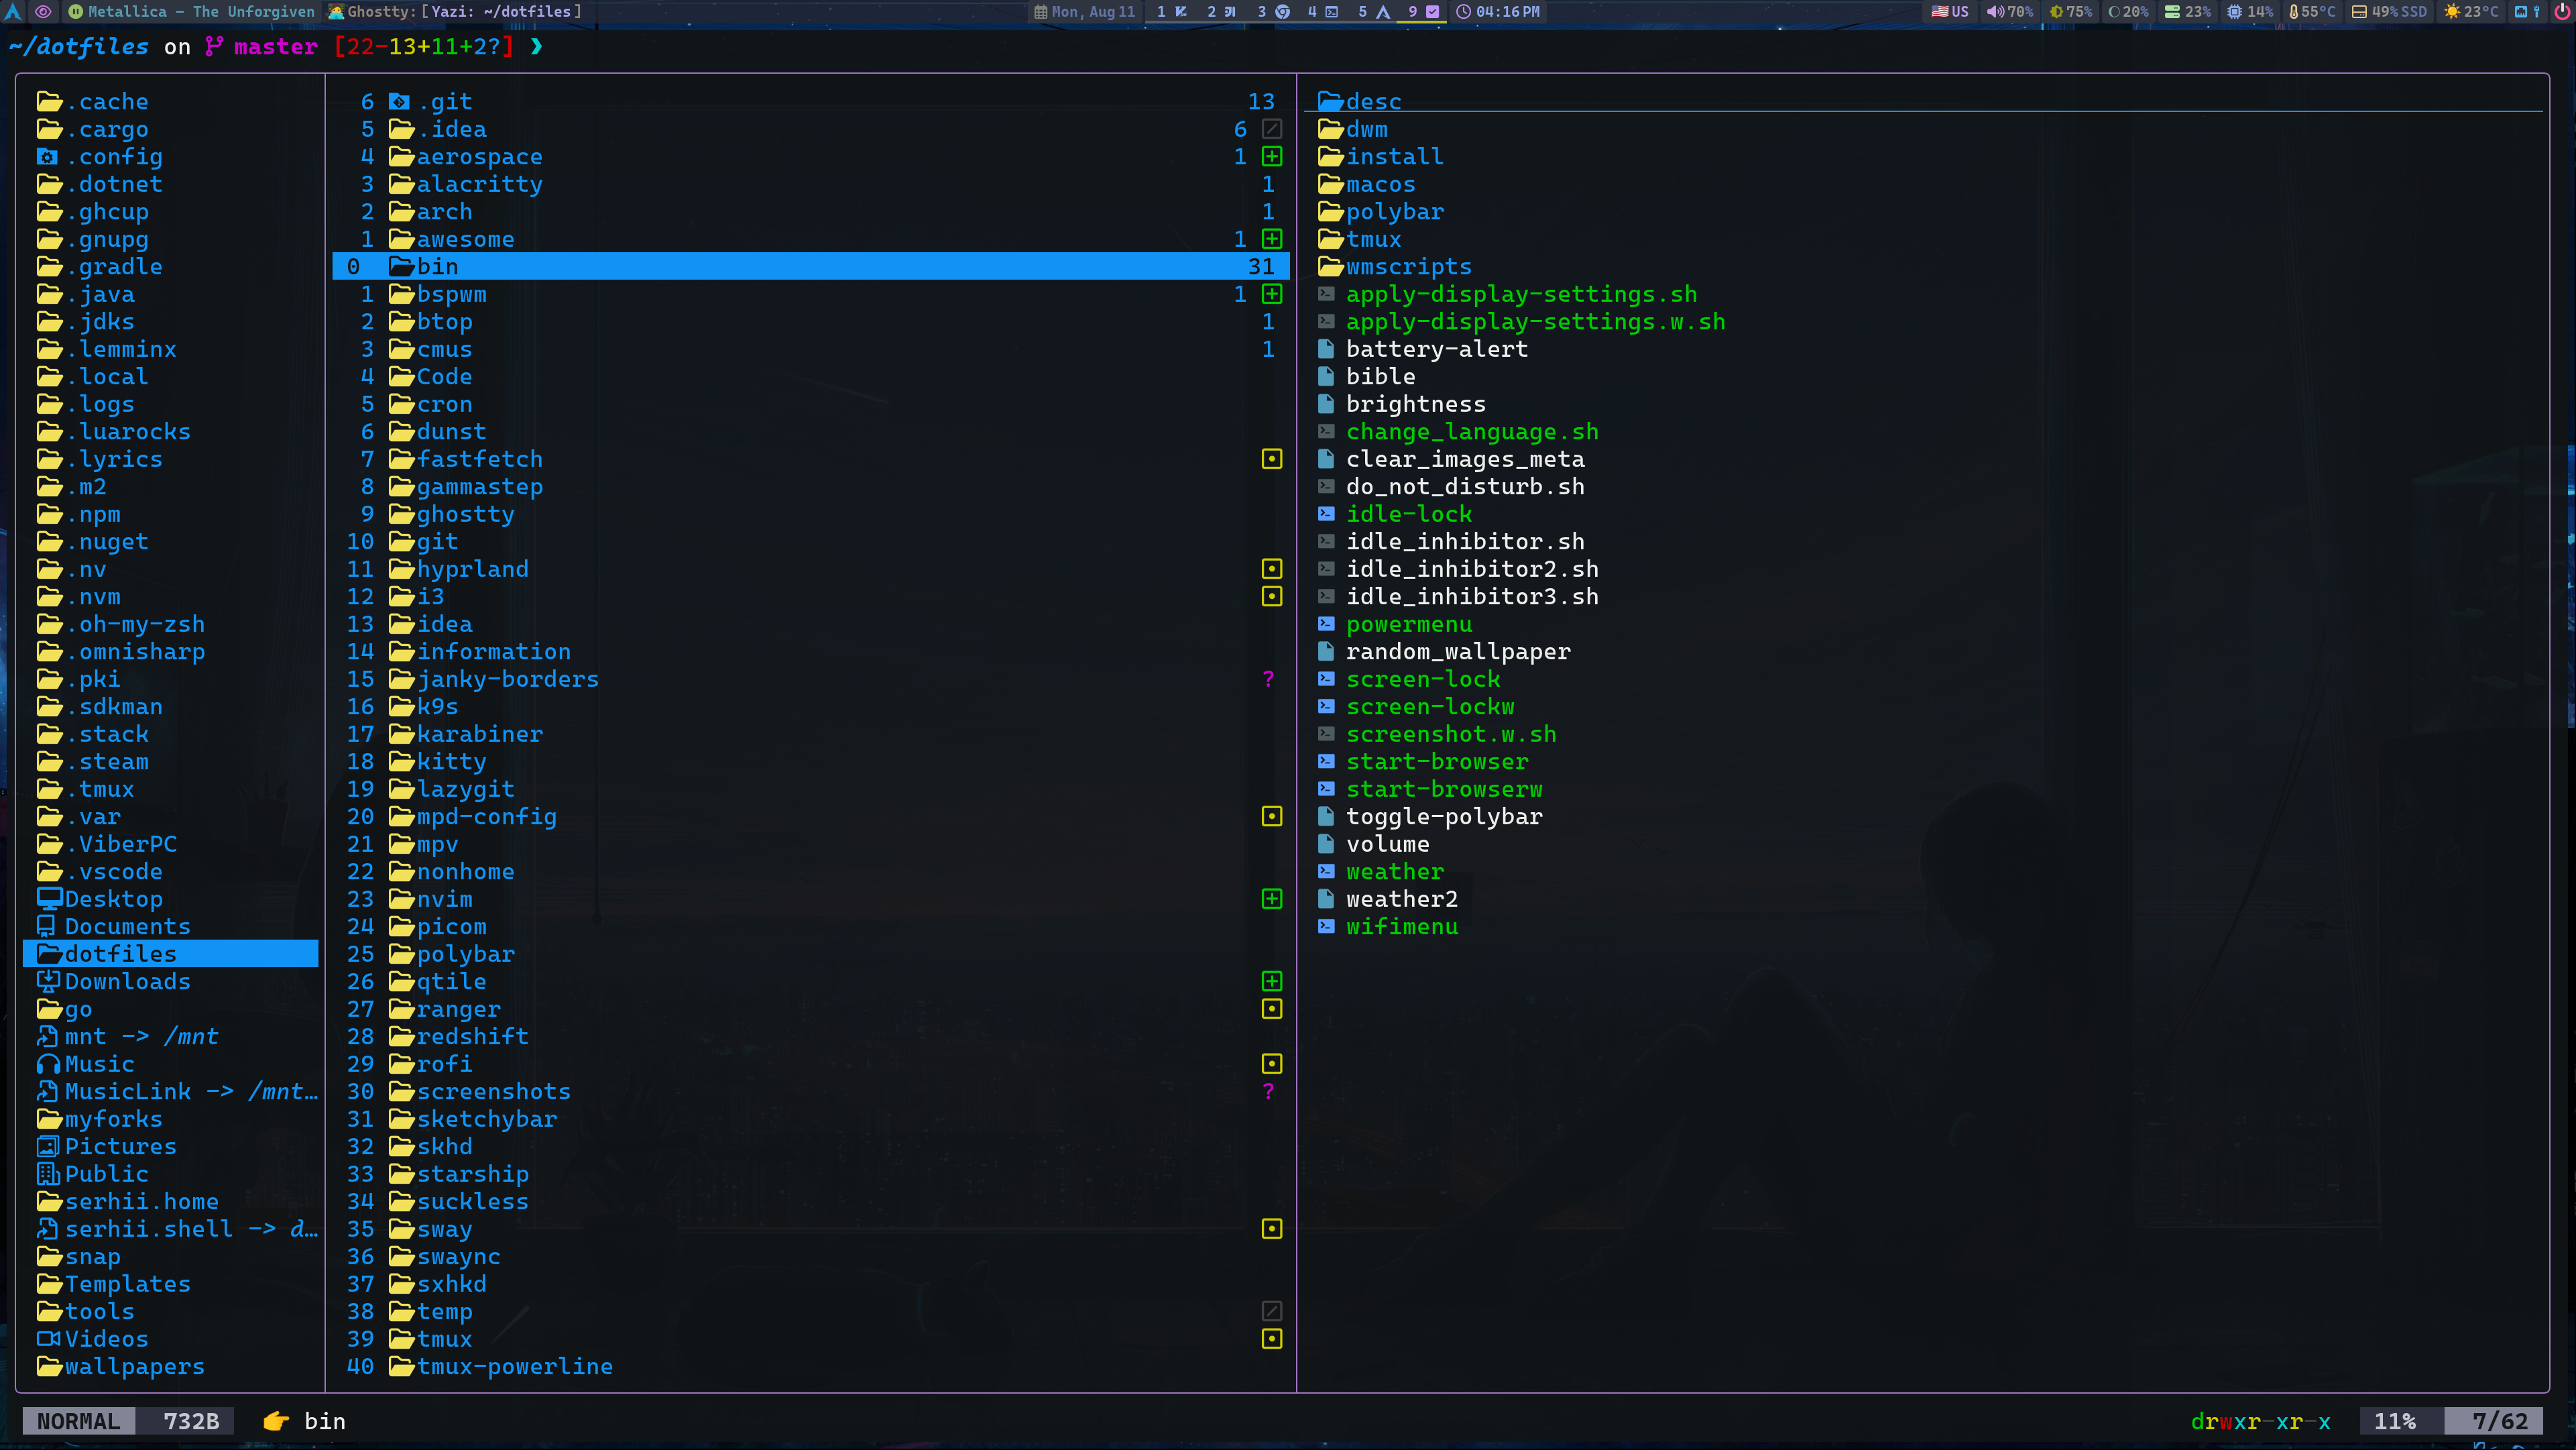 Metallica - The Unforgiven Ghostty: [Yazi: ~/dotfiles] Mon, Aug 11 1 2 3 4 5 9 04:16 PM US 70% 75% 20% 23% 14% 55°C 49% SSD 23°C
~/dotfiles on master [22-13+11+2?] ❯
.cache
.cargo
.config
.dotnet
.ghcup
.gnupg
.gradle
.java
.jdks
.lemminx
.local
.logs
.luarocks
.lyrics
.m2
.npm
.nuget
.nv
.nvm
.oh-my-zsh
.omnisharp
.pki
.sdkman
.stack
.steam
.tmux
.var
.ViberPC
.vscode
Desktop
Documents
dotfiles
Downloads
go
mnt -> /mnt
Music
MusicLink -> /mnt…
myforks
Pictures
Public
serhii.home
serhii.shell -> d…
snap
Templates
tools
Videos
wallpapers
6 .git 13
5 .idea 6
4 aerospace 1
3 alacritty 1
2 arch 1
1 awesome 1
0 bin 31
1 bspwm 1
2 btop 1
3 cmus 1
4 Code
5 cron
6 dunst
7 fastfetch
8 gammastep
9 ghostty
10 git
11 hyprland
12 i3
13 idea
14 information
15 janky-borders ?
16 k9s
17 karabiner
18 kitty
19 lazygit
20 mpd-config
21 mpv
22 nonhome
23 nvim
24 picom
25 polybar
26 qtile
27 ranger
28 redshift
29 rofi
30 screenshots ?
31 sketchybar
32 skhd
33 starship
34 suckless
35 sway
36 swaync
37 sxhkd
38 temp
39 tmux
40 tmux-powerline
desc
dwm
install
macos
polybar
tmux
wmscripts
apply-display-settings.sh
apply-display-settings.w.sh
battery-alert
bible
brightness
change_language.sh
clear_images_meta
do_not_disturb.sh
idle-lock
idle_inhibitor.sh
idle_inhibitor2.sh
idle_inhibitor3.sh
powermenu
random_wallpaper
screen-lock
screen-lockw
screenshot.w.sh
start-browser
start-browserw
toggle-polybar
volume
weather
weather2
wifimenu
NORMAL 732B bin drwxr-xr-x 11% 7/62